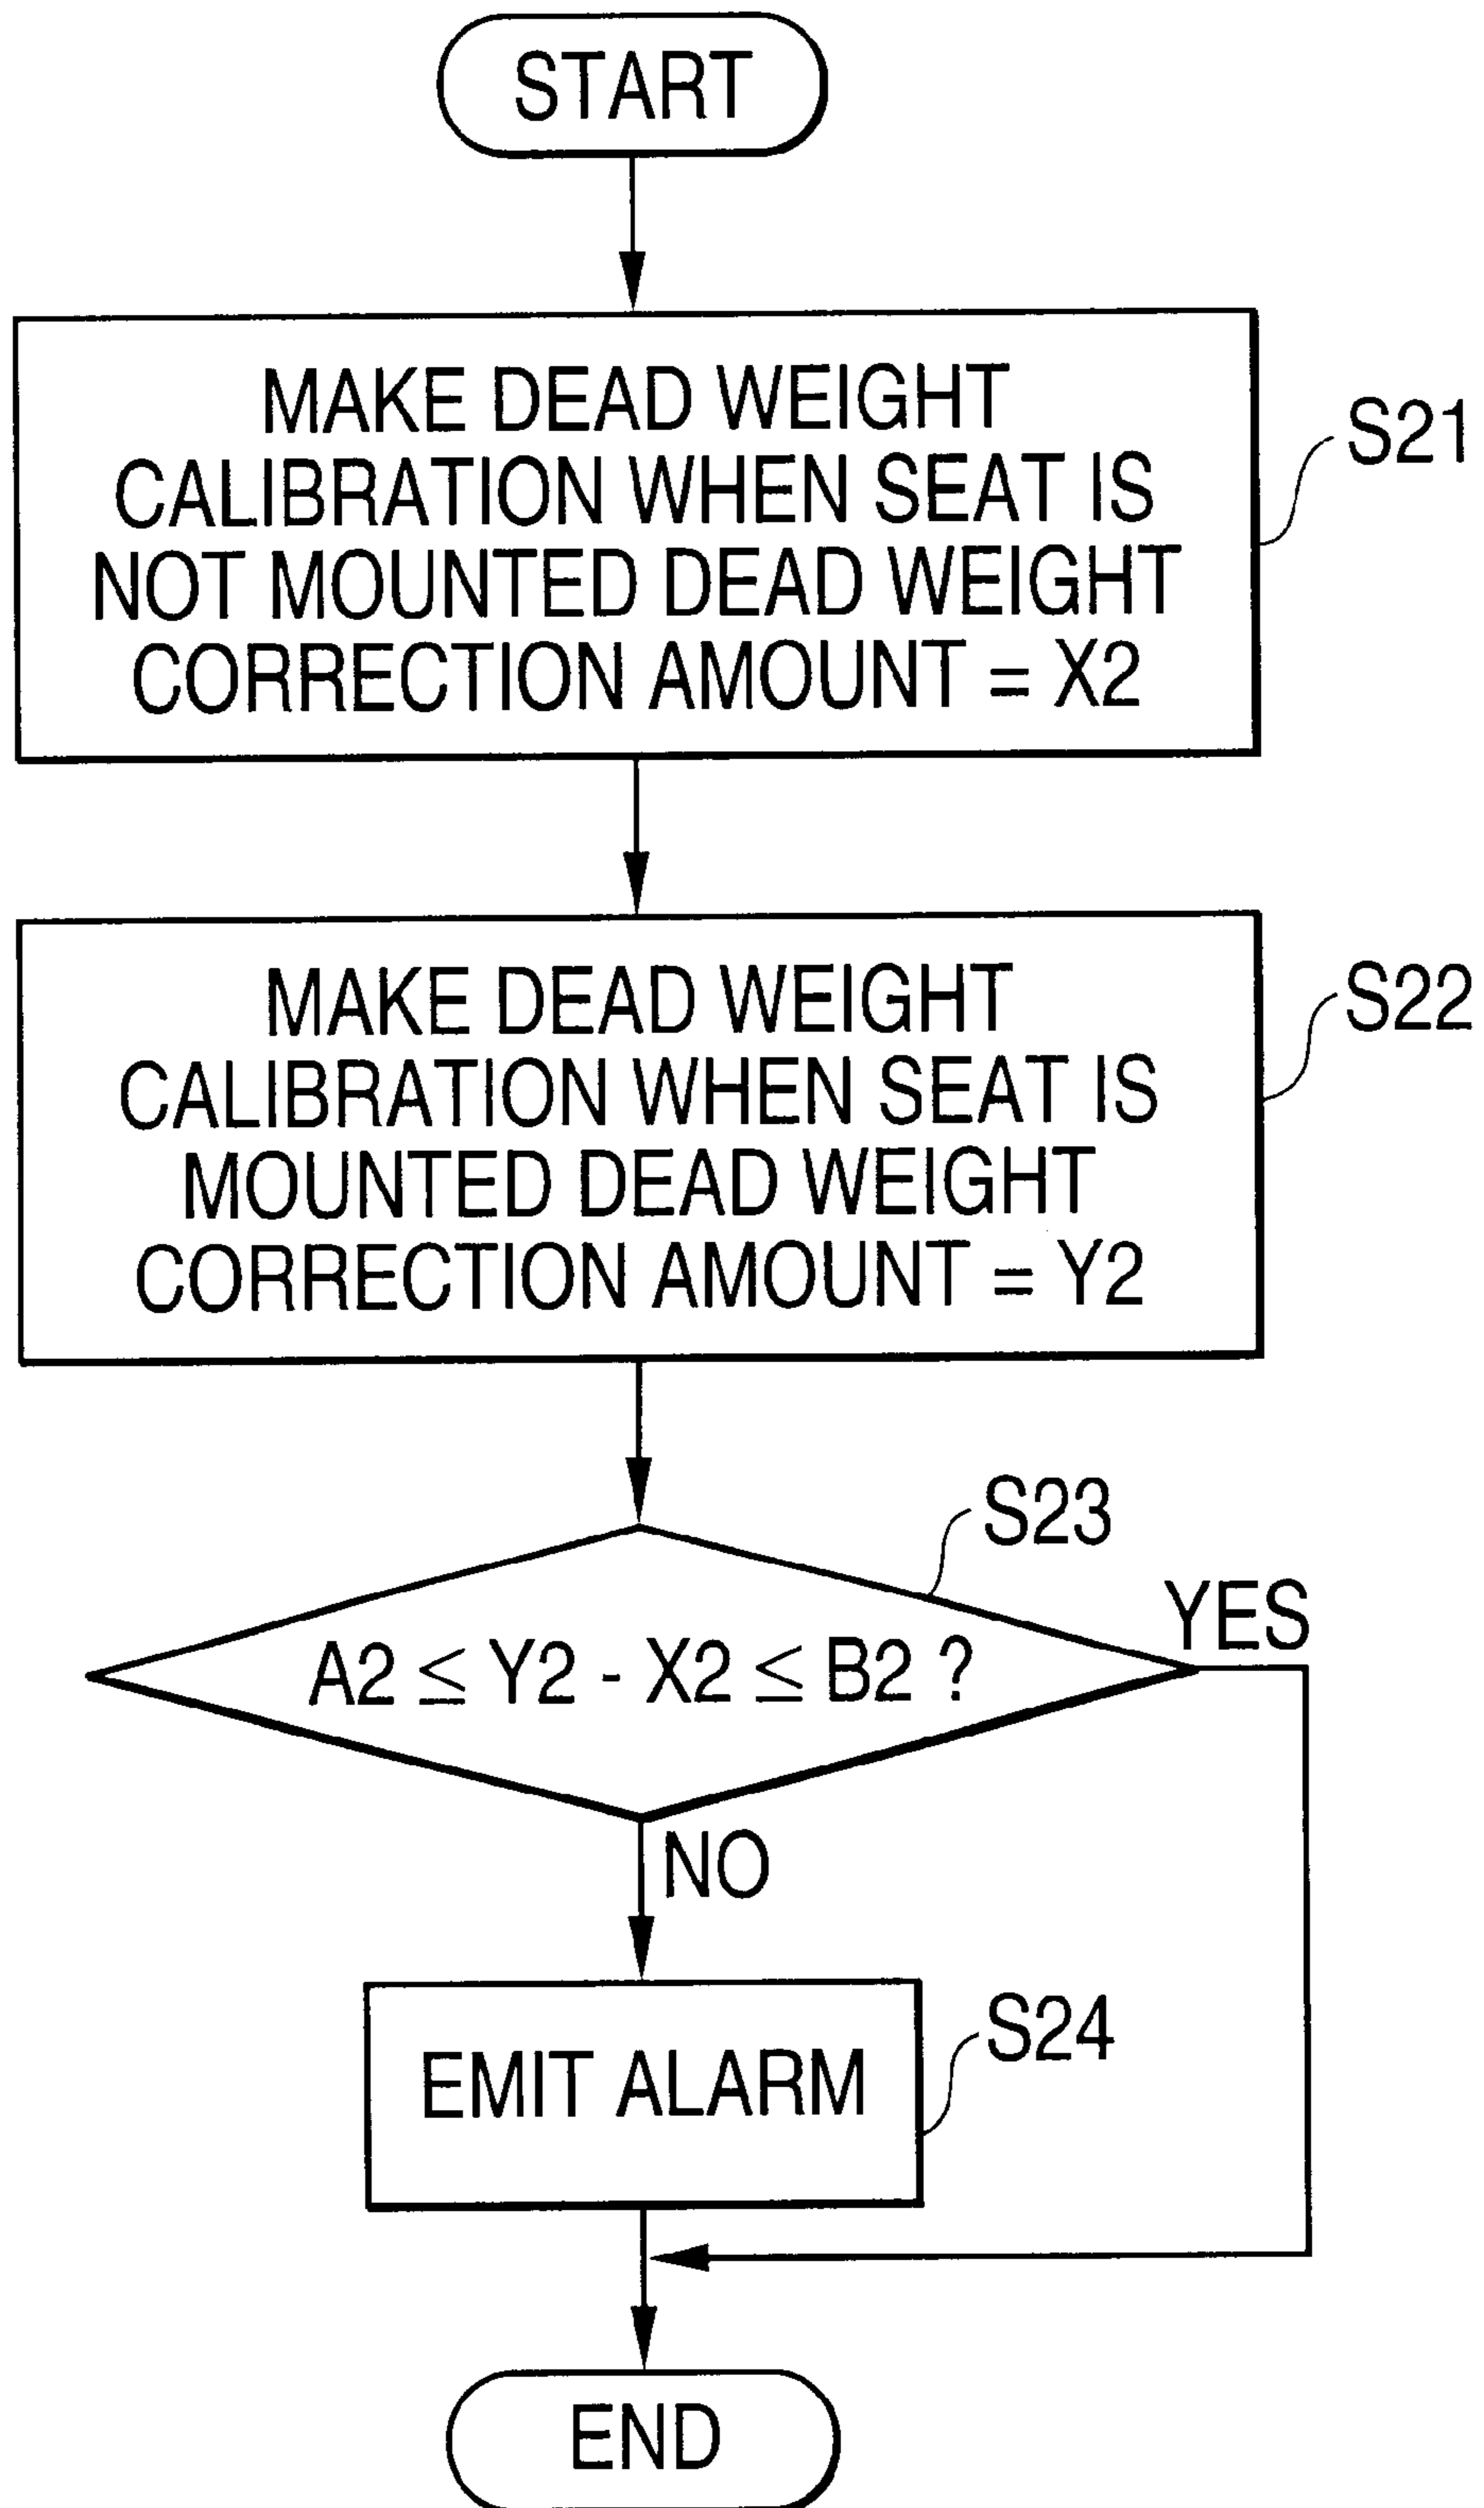 START
MAKE DEAD WEIGHT
CALIBRATION WHEN SEAT IS
NOT MOUNTED DEAD WEIGHT
CORRECTION AMOUNT = X2
S21
MAKE DEAD WEIGHT
CALIBRATION WHEN SEAT IS
MOUNTED DEAD WEIGHT
CORRECTION AMOUNT = Y2
S22
S23
A2 ≤ Y2 - X2 ≤ B2 ?
YES
NO
EMIT ALARM
S24
END